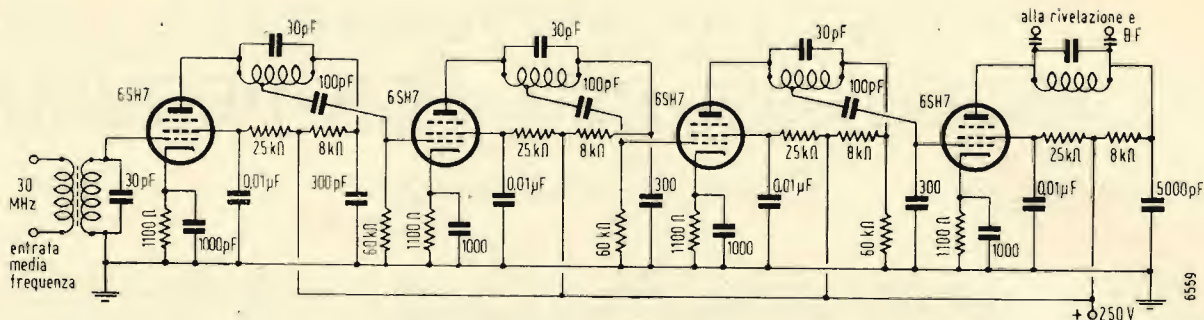 30pF
30pF
30pF
alla rivelazione e
BF
100pF
100pF
100pF
6SH7
6SH7
6SH7
6SH7
25kΩ
8kΩ
25kΩ
8kΩ
25kΩ
8kΩ
25kΩ
8kΩ
30
MHz
30pF
0,01µF
300pF
0,01µF
300
0,01µF
300
0,01µF
5000pF
1100Ω
1000pF
60kΩ
1100Ω
1000
60kΩ
1100Ω
1000
60kΩ
1100Ω
1000
entrata
media
frequenza
6559
+ 250 V